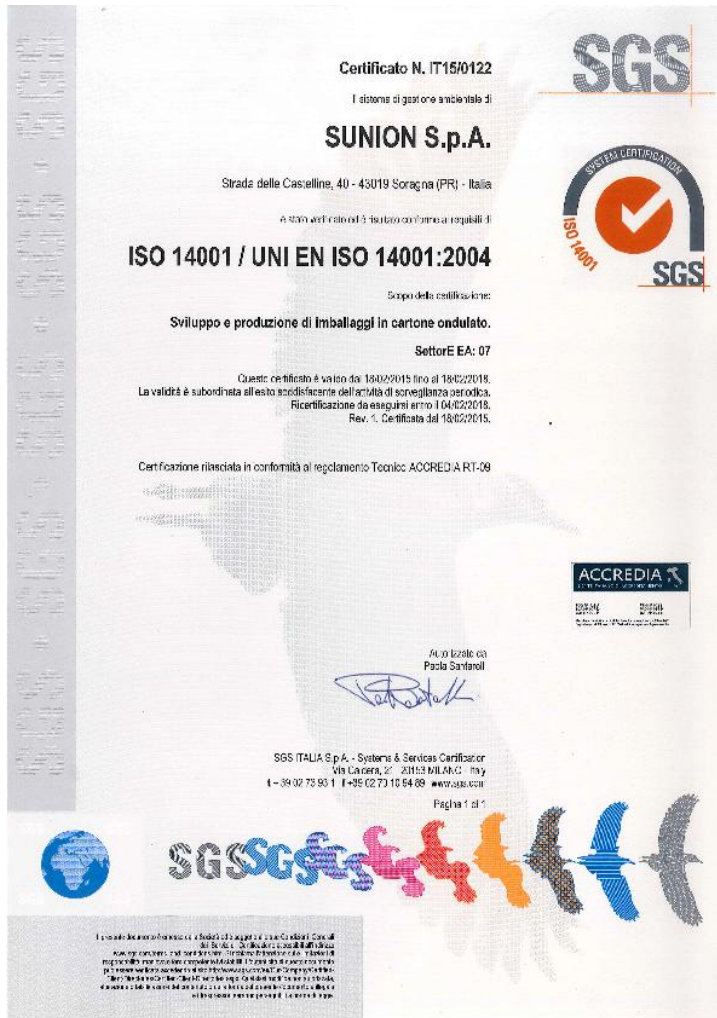 SGS
Certificato N. IT15/0122
Il sistema di gestione ambientale di
SUNION S.p.A.
Strada delle Castelline, 40 - 43019 Soragna (PR) - Italia
è stato verificato ed è risultato conforme ai requisiti di
ISO 14001 / UNI EN ISO 14001:2004
SYSTEM CERTIFICATION
ISO 14001
SGS
Scopo della certificazione:
Sviluppo e produzione di imballaggi in cartone ondulato.
SettorE EA: 07
Questo certificato è valido dal 18/02/2015 fino al 18/02/2018.
La validità è subordinata all'esito soddisfacente dell'attività di sorveglianza periodica.
Ricertificazione da eseguirsi entro il 04/02/2018.
Rev. 1. Certificata dal 18/02/2015.
Certificazione rilasciata in conformità al regolamento Tecnico ACCREDIA RT-09
ACCREDIA
Autorizzato da
Paola Santarelli
SGS ITALIA S.p.A. - Systems & Services Certification
Via Caldera, 21 20153 MILANO - Italy
t + 39 02 73 93 1 f +39 02 70 10 94 89 www.sgs.com
Pagina 1 di 1
SGS SGS SGS